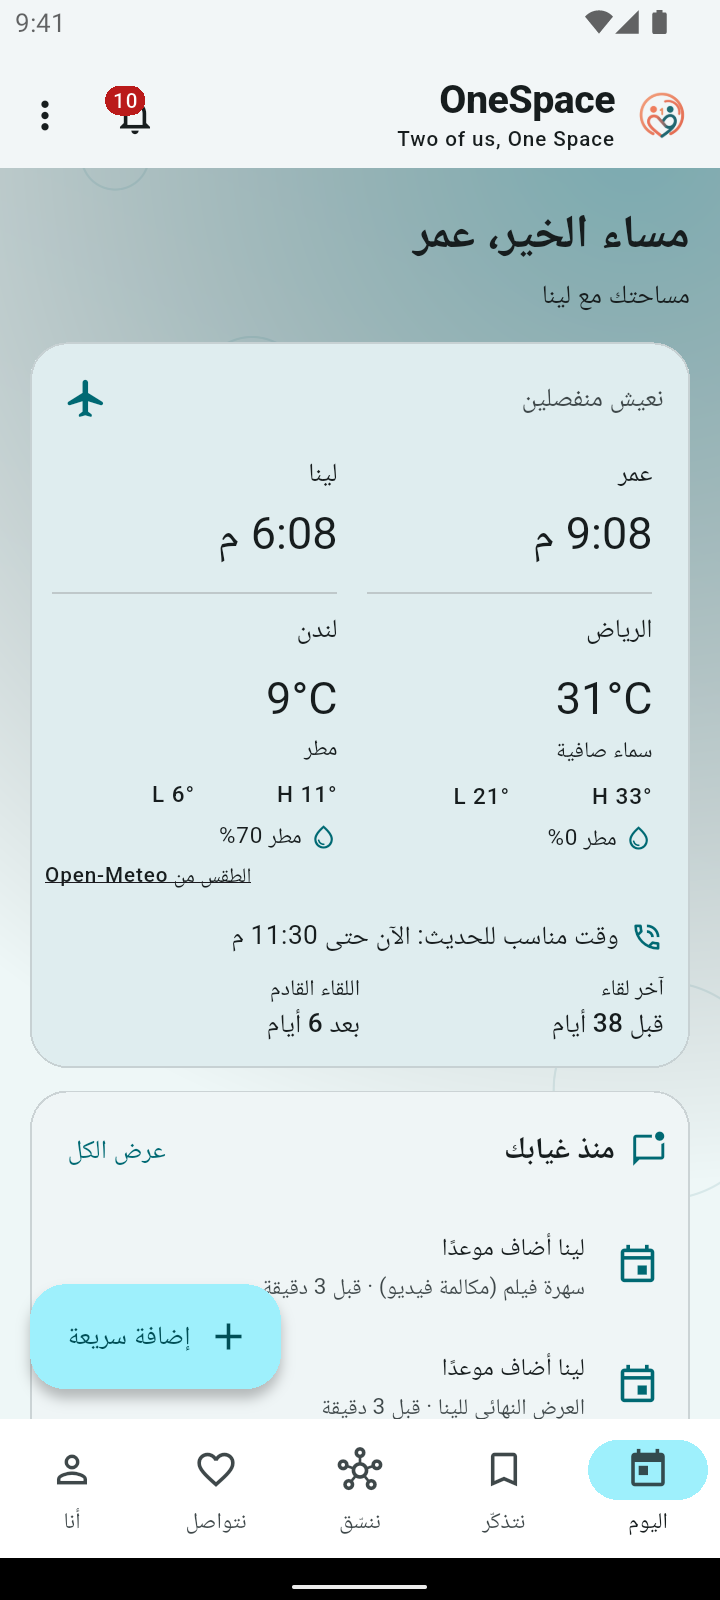 9:41
OneSpace
Two of us, One Space
10
مساء الخير، عمر
مساحتك مع لينا
نعيش منفصلين
عمر
9:08 م
لينا
6:08 م
الرياض
31°C
سماء صافية
H 33° L 21°
مطر 0%
لندن
9°C
مطر
H 11° L 6°
مطر 70%
الطقس من Open-Meteo
وقت مناسب للحديث: الآن حتى 11:30 م
آخر لقاء
قبل 38 أيام
اللقاء القادم
بعد 6 أيام
منذ غيابك
عرض الكل
لينا أضاف موعدًا
سهرة فيلم (مكالمة فيديو) · قبل 3 دقيقة
لينا أضاف موعدًا
العرض النهائي للينا · قبل 3 دقيقة
إضافة سريعة
اليوم
نتذكّر
ننسّق
نتواصل
أنا